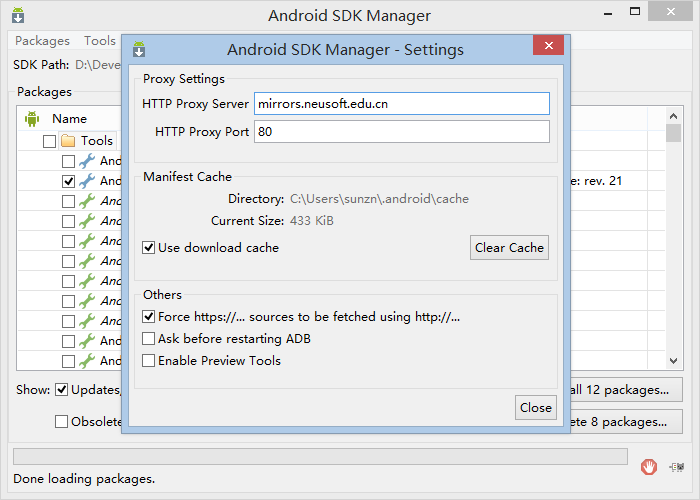 Android SDK Manager
Packages Tools
SDK Path: D:\Deve
Packages
Name
Tools
And
And
e: rev. 21
And
And
And
And
And
And
And
And
And
Show: Updates/
all 12 packages...
Obsolete
ete 8 packages...
Done loading packages.
Android SDK Manager - Settings
Proxy Settings
HTTP Proxy Server mirrors.neusoft.edu.cn
HTTP Proxy Port 80
Manifest Cache
Directory: C:\Users\sunzn\.android\cache
Current Size: 433 KiB
Use download cache Clear Cache
Others
Force https://... sources to be fetched using http://...
Ask before restarting ADB
Enable Preview Tools
Close